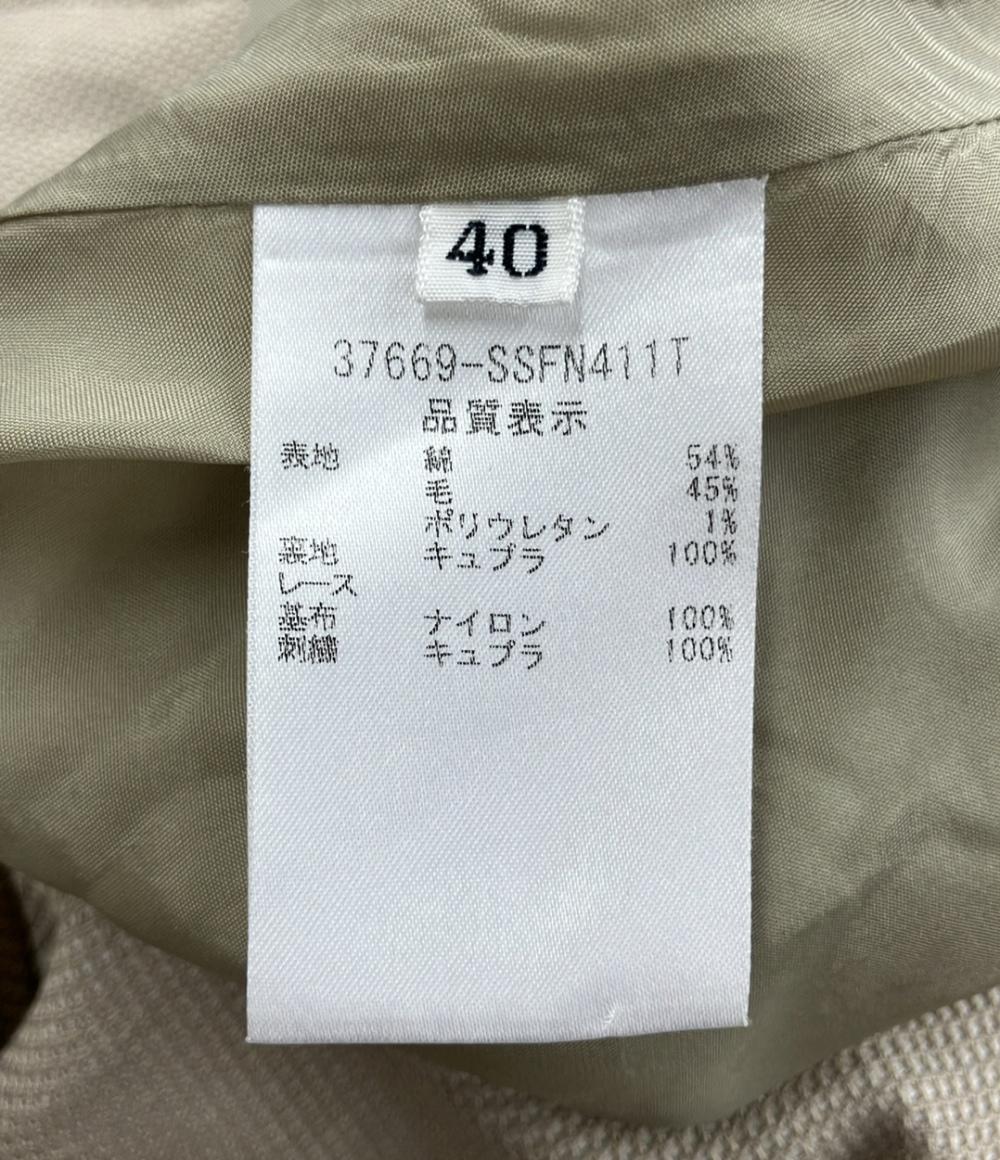 40
37669-SSFN411T
品質表示
表地 綿 54%
毛 45%
ポリウレタン 1%
裏地 キュプラ 100%
レース
基布 ナイロン 100%
刺繍 キュプラ 100%